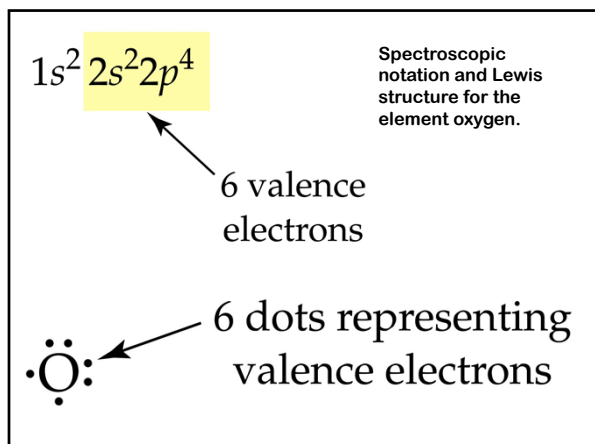 1s² 2s²2p⁴
Spectroscopic
notation and Lewis
structure for the
element oxygen.
6 valence
electrons
6 dots representing
valence electrons
O